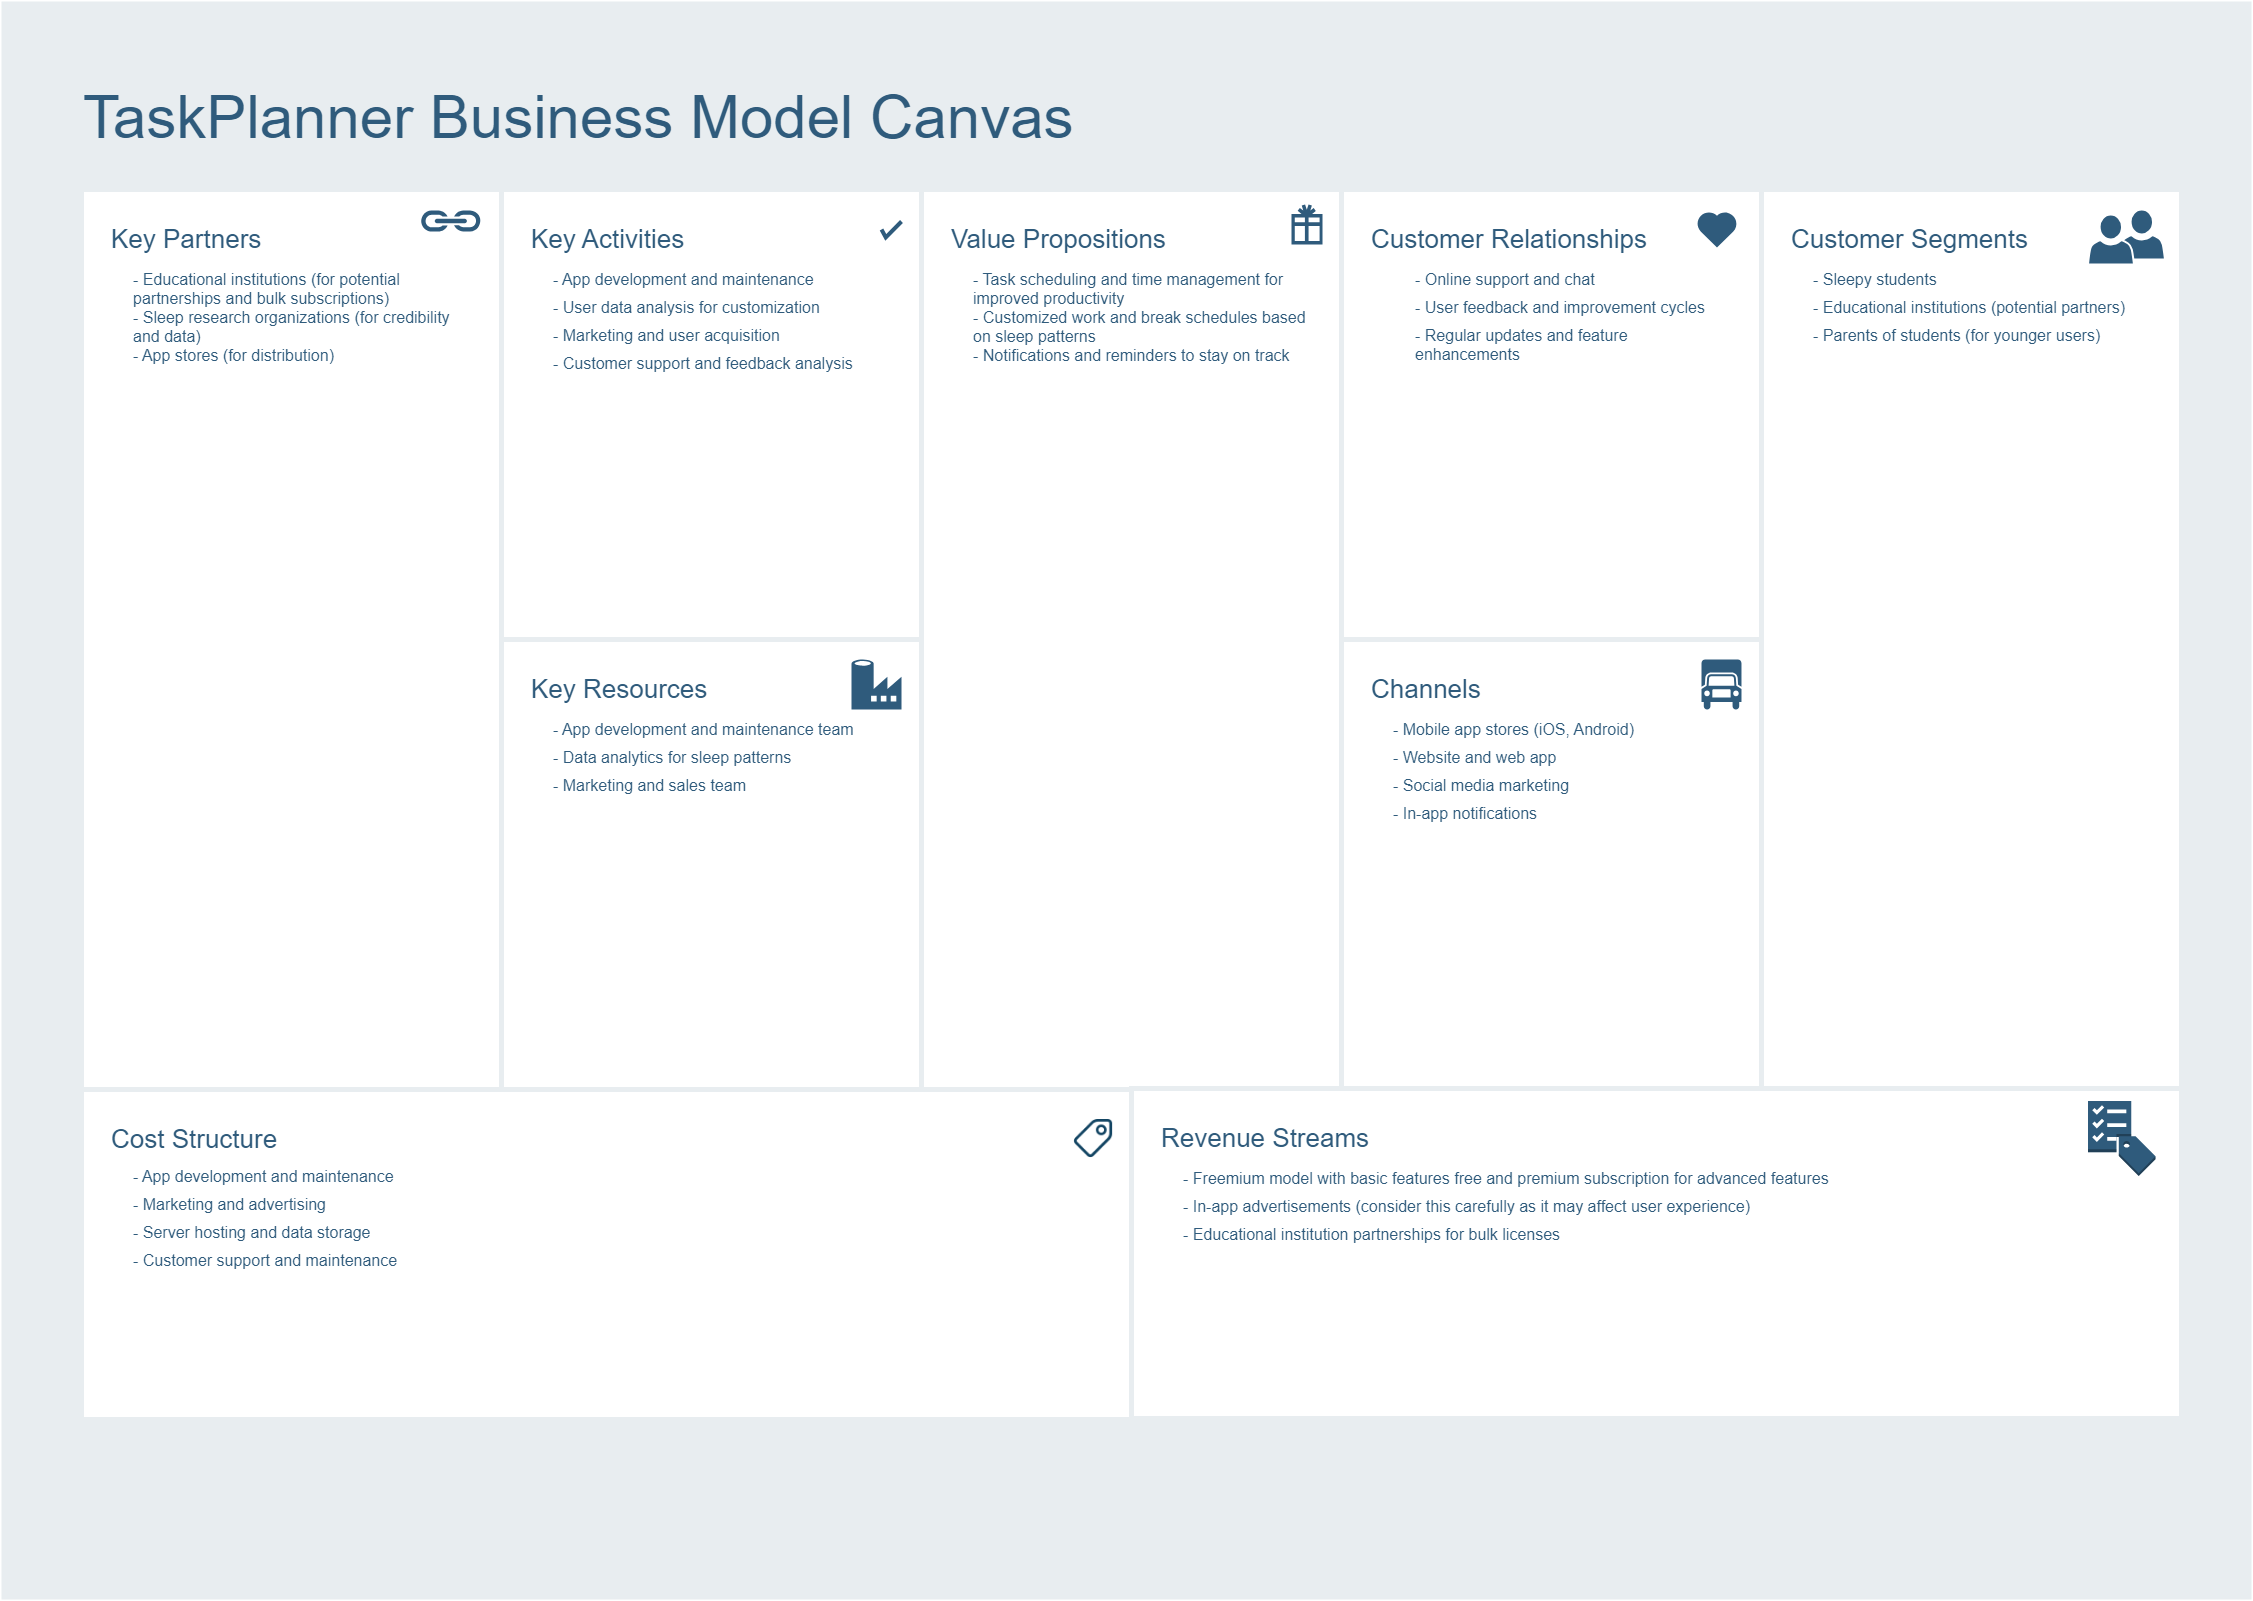 TaskPlanner Business Model Canvas
Key Partners
- Educational institutions (for potential
partnerships and bulk subscriptions)
- Sleep research organizations (for credibility
and data)
- App stores (for distribution)
Key Activities
- App development and maintenance
- User data analysis for customization
- Marketing and user acquisition
- Customer support and feedback analysis
Key Resources
- App development and maintenance team
- Data analytics for sleep patterns
- Marketing and sales team
Value Propositions
- Task scheduling and time management for
improved productivity
- Customized work and break schedules based
on sleep patterns
- Notifications and reminders to stay on track
Customer Relationships
- Online support and chat
- User feedback and improvement cycles
- Regular updates and feature
enhancements
Channels
- Mobile app stores (iOS, Android)
- Website and web app
- Social media marketing
- In-app notifications
Customer Segments
- Sleepy students
- Educational institutions (potential partners)
- Parents of students (for younger users)
Cost Structure
- App development and maintenance
- Marketing and advertising
- Server hosting and data storage
- Customer support and maintenance
Revenue Streams
- Freemium model with basic features free and premium subscription for advanced features
- In-app advertisements (consider this carefully as it may affect user experience)
- Educational institution partnerships for bulk licenses